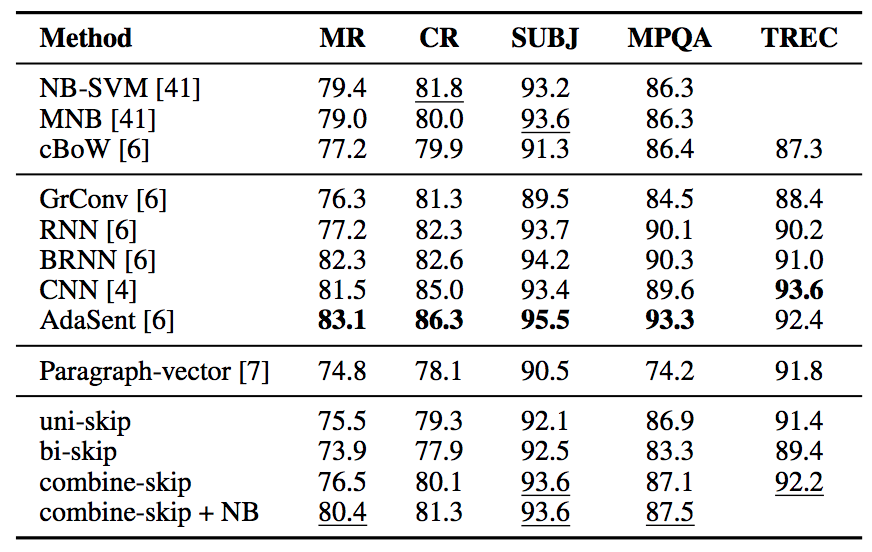 Method MR CR SUBJ MPQA TREC
NB-SVM [41] 79.4 81.8 93.2 86.3
MNB [41] 79.0 80.0 93.6 86.3
cBoW [6] 77.2 79.9 91.3 86.4 87.3
GrConv [6] 76.3 81.3 89.5 84.5 88.4
RNN [6] 77.2 82.3 93.7 90.1 90.2
BRNN [6] 82.3 82.6 94.2 90.3 91.0
CNN [4] 81.5 85.0 93.4 89.6 93.6
AdaSent [6] 83.1 86.3 95.5 93.3 92.4
Paragraph-vector [7] 74.8 78.1 90.5 74.2 91.8
uni-skip 75.5 79.3 92.1 86.9 91.4
bi-skip 73.9 77.9 92.5 83.3 89.4
combine-skip 76.5 80.1 93.6 87.1 92.2
combine-skip + NB 80.4 81.3 93.6 87.5